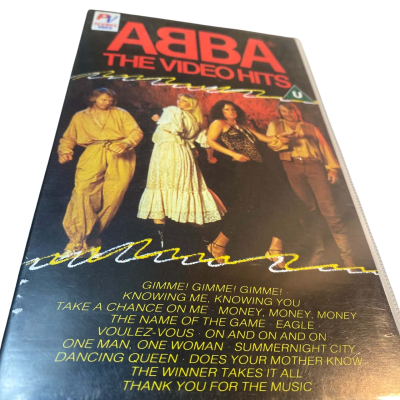 ABBA
THE VIDEO HITS
U
GIMME! GIMME! GIMME!
KNOWING ME, KNOWING YOU
TAKE A CHANCE ON ME · MONEY, MONEY, MONEY
THE NAME OF THE GAME · EAGLE
VOULEZ-VOUS · ON AND ON AND ON
ONE MAN, ONE WOMAN · SUMMERNIGHT CITY
DANCING QUEEN · DOES YOUR MOTHER KNOW
THE WINNER TAKES IT ALL
THANK YOU FOR THE MUSIC